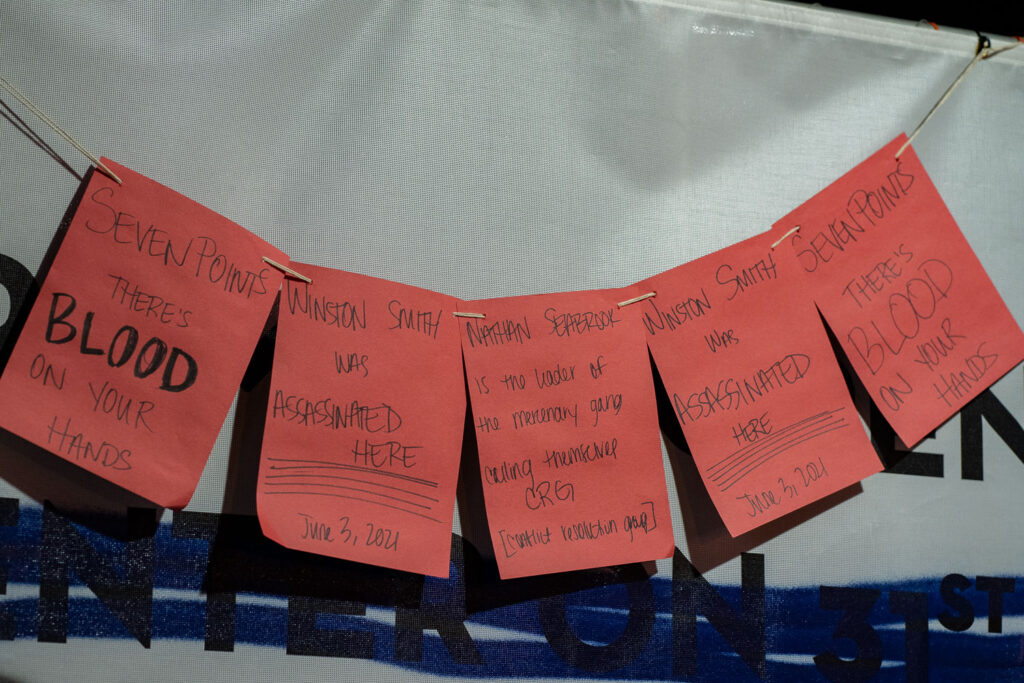 SEVEN POINTS
THERE'S
BLOOD
ON YOUR
HANDS
WINSTON SMITH
WAS
ASSASSINATED
HERE
June 3, 2021
NATHAN SEABROOK
is the leader of
the mercenary gang
calling themselves
CRG
[conflict resolution group]
WINSTON SMITH
WAS
ASSASSINATED
HERE
June 3, 2021
SEVEN POINTS
THERE'S
BLOOD
ON YOUR
HANDS
ENTER ON 31ST